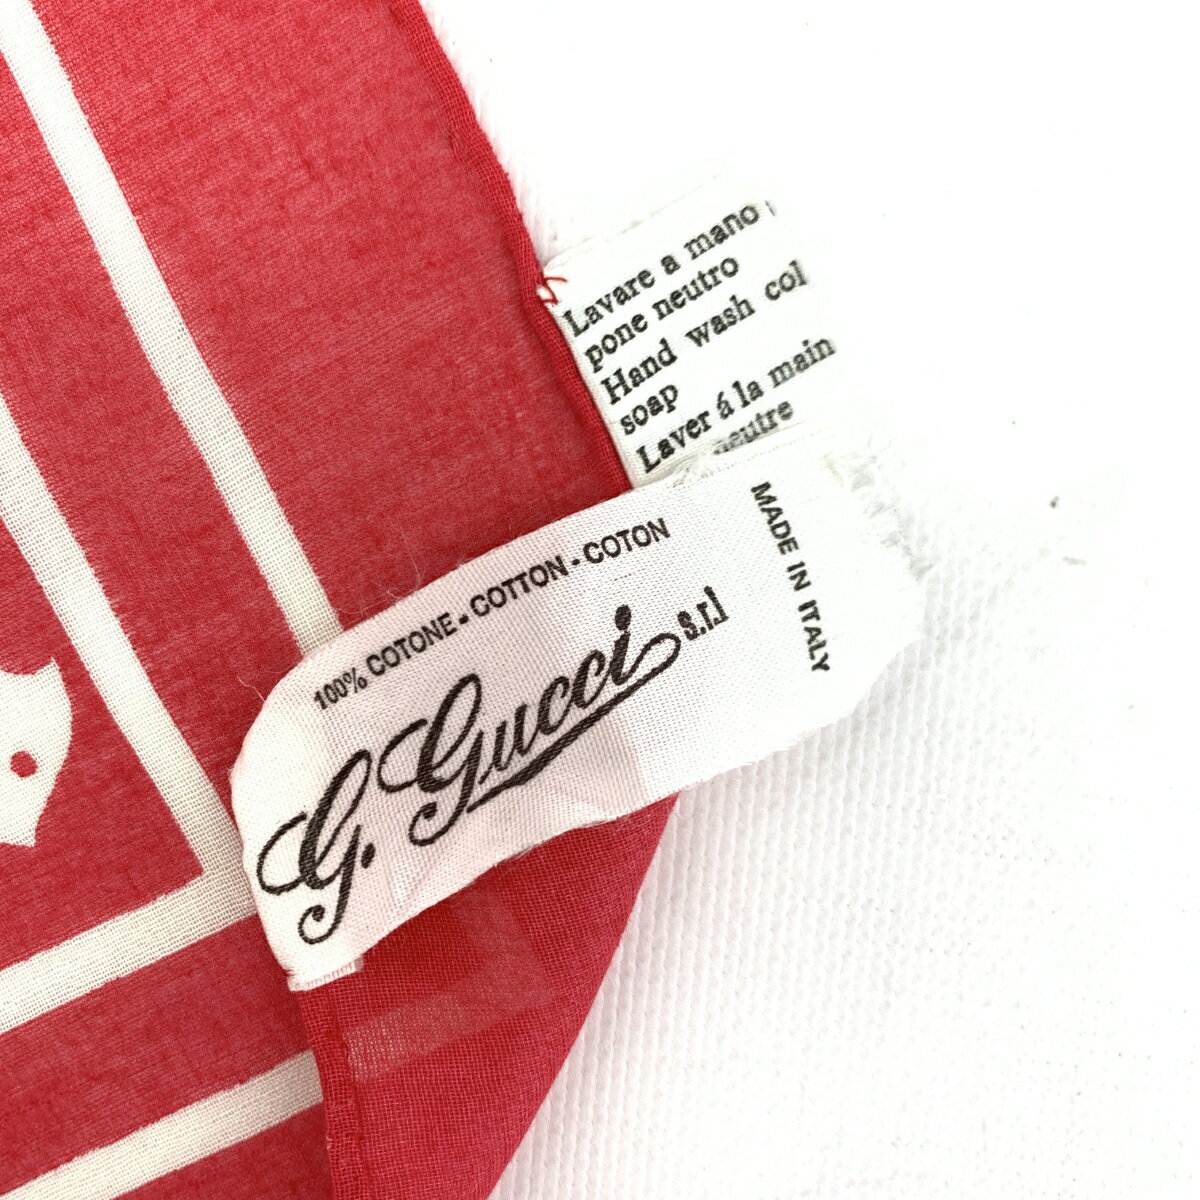 Lavare a mano
pone neutro
Hand wash col
soap
Laver á la main
neutre
100% COTONE - COTTON - COTON
G. Gucci s.r.l
MADE IN ITALY